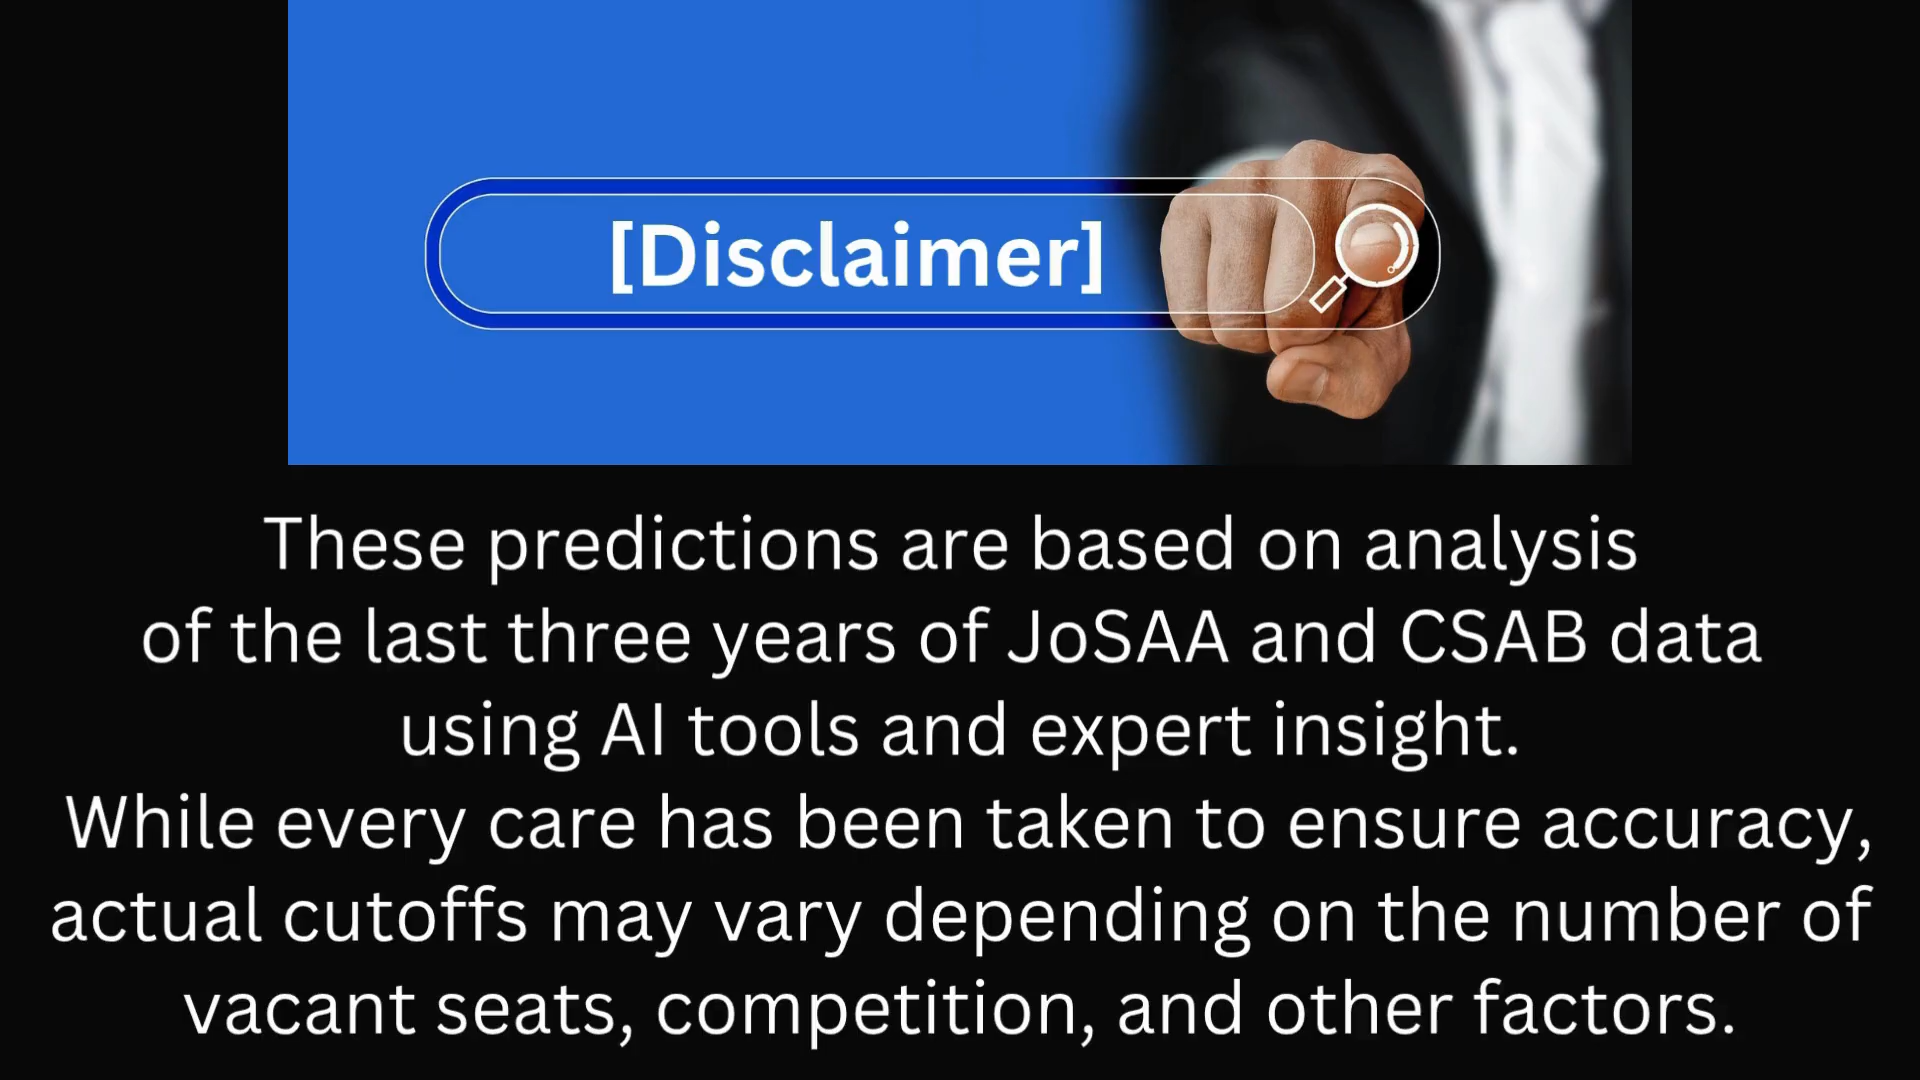 [Disclaimer]
These predictions are based on analysis
of the last three years of JoSAA and CSAB data
using AI tools and expert insight.
While every care has been taken to ensure accuracy,
actual cutoffs may vary depending on the number of
vacant seats, competition, and other factors.